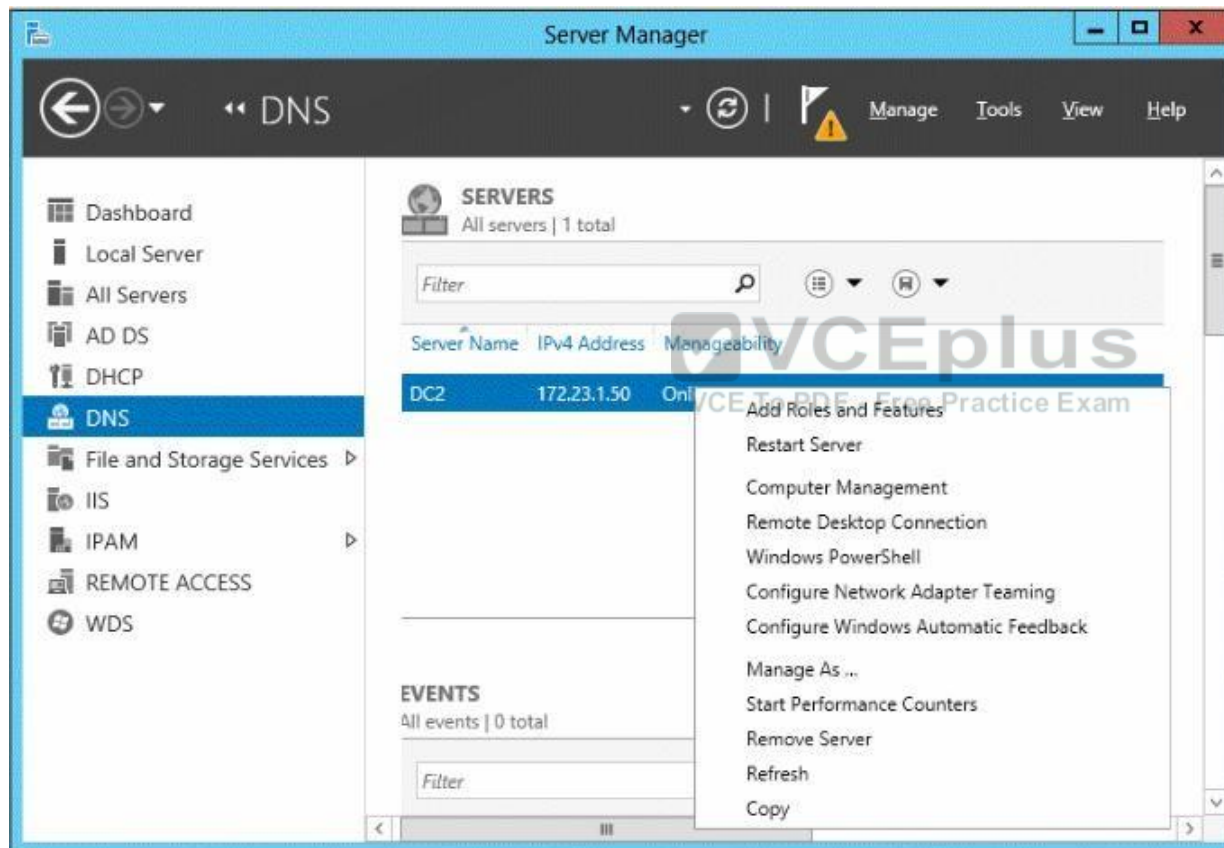 Server Manager
DNS
Manage Tools View Help
Dashboard
Local Server
All Servers
AD DS
DHCP
DNS
File and Storage Services
IIS
IPAM
REMOTE ACCESS
WDS
SERVERS
All servers | 1 total
Filter
Server Name IPv4 Address Manageability
DC2 172.23.1.50 Onl
VCEplus
VCE To PDF - Free Practice Exam
Add Roles and Features
Restart Server
Computer Management
Remote Desktop Connection
Windows PowerShell
Configure Network Adapter Teaming
Configure Windows Automatic Feedback
Manage As ...
Start Performance Counters
Remove Server
Refresh
Copy
EVENTS
All events | 0 total
Filter